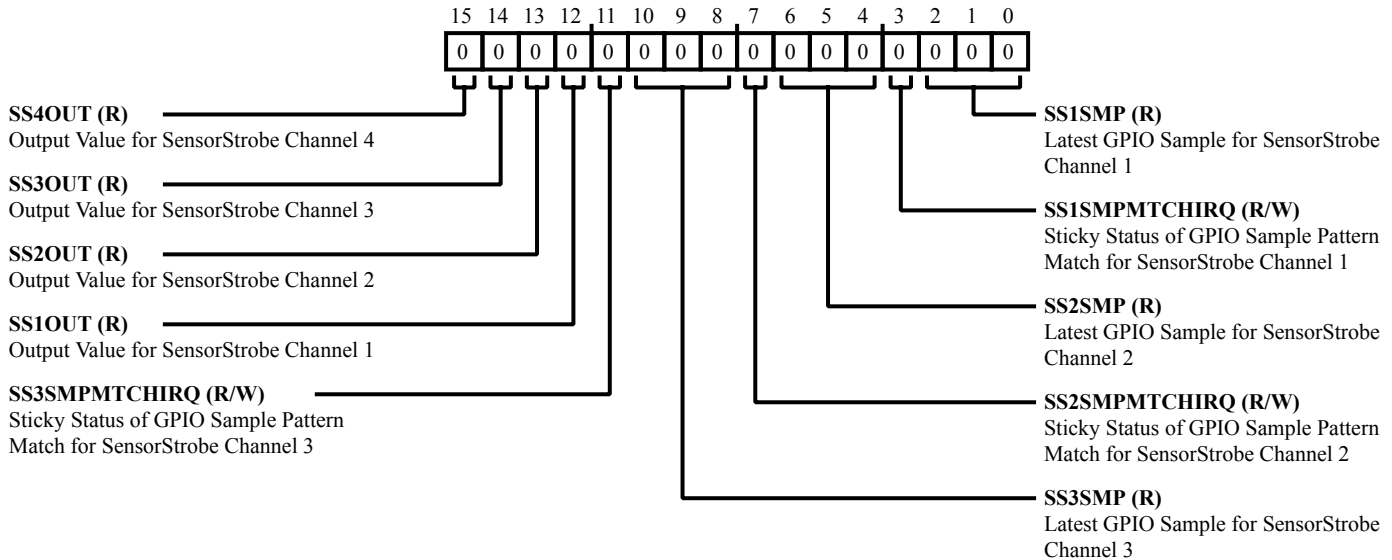 15 14 13 12 11 10 9 8 7 6 5 4 3 2 1 0
0 0 0 0 0 0 0 0 0 0 0 0 0 0 0 0
SS4OUT (R)
Output Value for SensorStrobe Channel 4
SS3OUT (R)
Output Value for SensorStrobe Channel 3
SS2OUT (R)
Output Value for SensorStrobe Channel 2
SS1OUT (R)
Output Value for SensorStrobe Channel 1
SS3SMPMTCHIRQ (R/W)
Sticky Status of GPIO Sample Pattern
Match for SensorStrobe Channel 3
SS1SMP (R)
Latest GPIO Sample for SensorStrobe
Channel 1
SS1SMPMTCHIRQ (R/W)
Sticky Status of GPIO Sample Pattern
Match for SensorStrobe Channel 1
SS2SMP (R)
Latest GPIO Sample for SensorStrobe
Channel 2
SS2SMPMTCHIRQ (R/W)
Sticky Status of GPIO Sample Pattern
Match for SensorStrobe Channel 2
SS3SMP (R)
Latest GPIO Sample for SensorStrobe
Channel 3